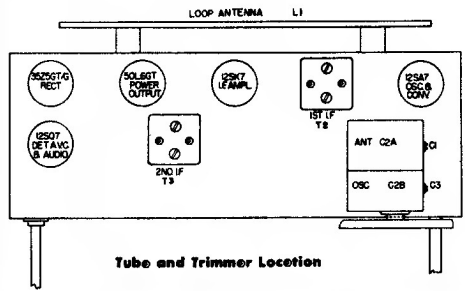 LOOP ANTENNA L1
35Z5GT/G
RECT
50L6GT
POWER
OUTPUT
12SK7
I.F. AMPL.
1ST I.F
T2
12SA7
OSC. &
CONV.
12SQ7
DET A.V.C.
& AUDIO
2ND I.F
T3
ANT C2A
C1
OSC C2B
C3
Tube and Trimmer Location